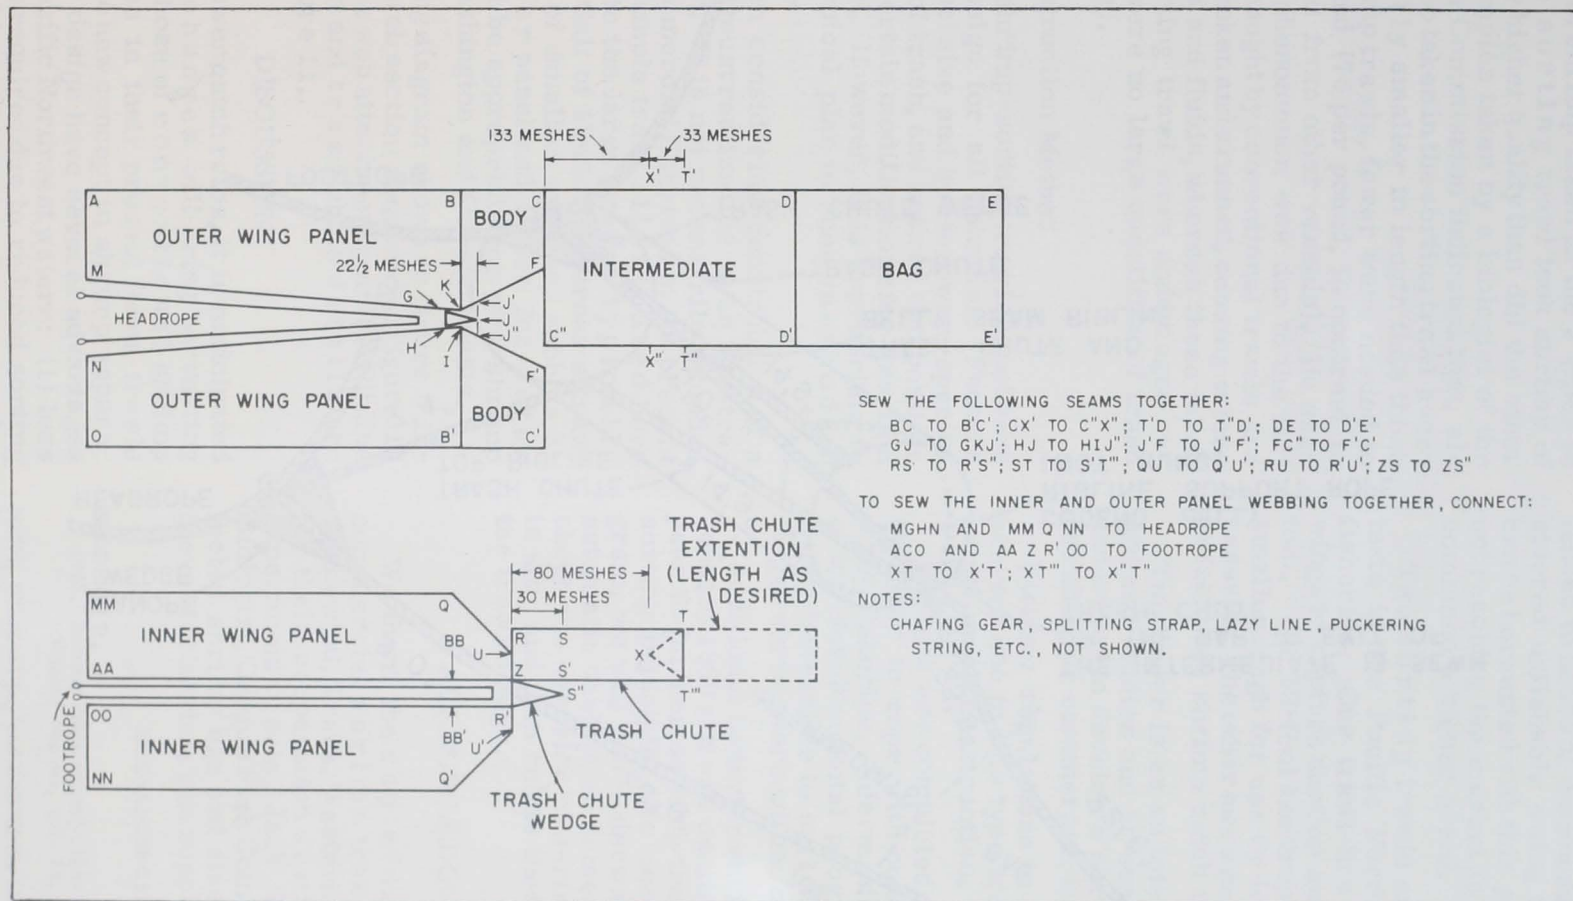 133 MESHES
33 MESHES
X' T'
A B C D E
BODY
OUTER WING PANEL
22½ MESHES
F
INTERMEDIATE
BAG
M
G K J'
HEADROPE
J
H I J" C" D' E'
X" T"
N
F'
OUTER WING PANEL
BODY
O B' C'
SEW THE FOLLOWING SEAMS TOGETHER:
BC TO B'C'; CX' TO C"X"; T'D TO T"D'; DE TO D'E'
GJ TO GKJ'; HJ TO HIJ"; J'F TO J"F'; FC" TO F'C'
RS TO R'S"; ST TO S'T'''; QU TO Q'U'; RU TO R'U'; ZS TO ZS"
TO SEW THE INNER AND OUTER PANEL WEBBING TOGETHER, CONNECT:
MGHN AND MM Q NN TO HEADROPE
ACO AND AA Z R' OO TO FOOTROPE
XT TO X'T'; XT''' TO X"T"
NOTES:
CHAFING GEAR, SPLITTING STRAP, LAZY LINE, PUCKERING
STRING, ETC., NOT SHOWN.
TRASH CHUTE
EXTENTION
(LENGTH AS
DESIRED)
80 MESHES
30 MESHES
MM Q T
INNER WING PANEL
BB U R S
X
AA Z S'
S" T'''
FOOTROPE
OO R'
TRASH CHUTE
INNER WING PANEL
BB' U'
NN Q'
TRASH CHUTE
WEDGE